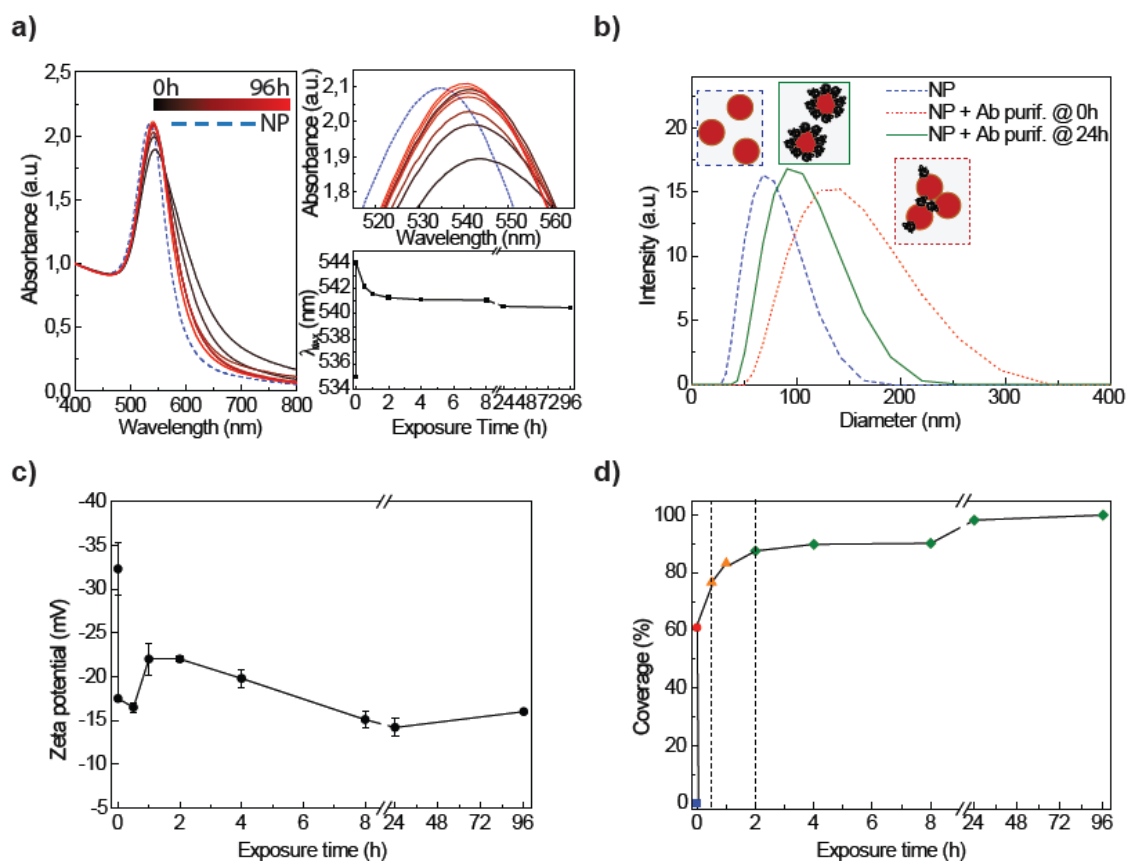 a)
2,5
2,0
1,5
1,0
0,5
0,0
Absorbance (a.u.)
0h 96h
NP
400 500 600 700 800
Wavelength (nm)
2,1
2,0
1,9
1,8
Absorbance (a.u.)
520 530 540 550 560
Wavelength (nm)
544
542
540
538
536
534
(nm)
0 2 4 6 8 24 48 72 96
Exposure Time (h)
b)
20
15
10
5
0
Intensity (a.u.)
NP
NP + Ab purif. @ 0h
NP + Ab purif. @ 24h
0 100 200 300 400
Diameter (nm)
c)
-40
-35
-30
-25
-20
-15
-10
-5
Zeta potential (mV)
0 2 4 6 8 24 48 72 96
Exposure time (h)
d)
100
80
60
40
20
0
Coverage (%)
0 2 4 6 8 24 48 72 96
Exposure time (h)